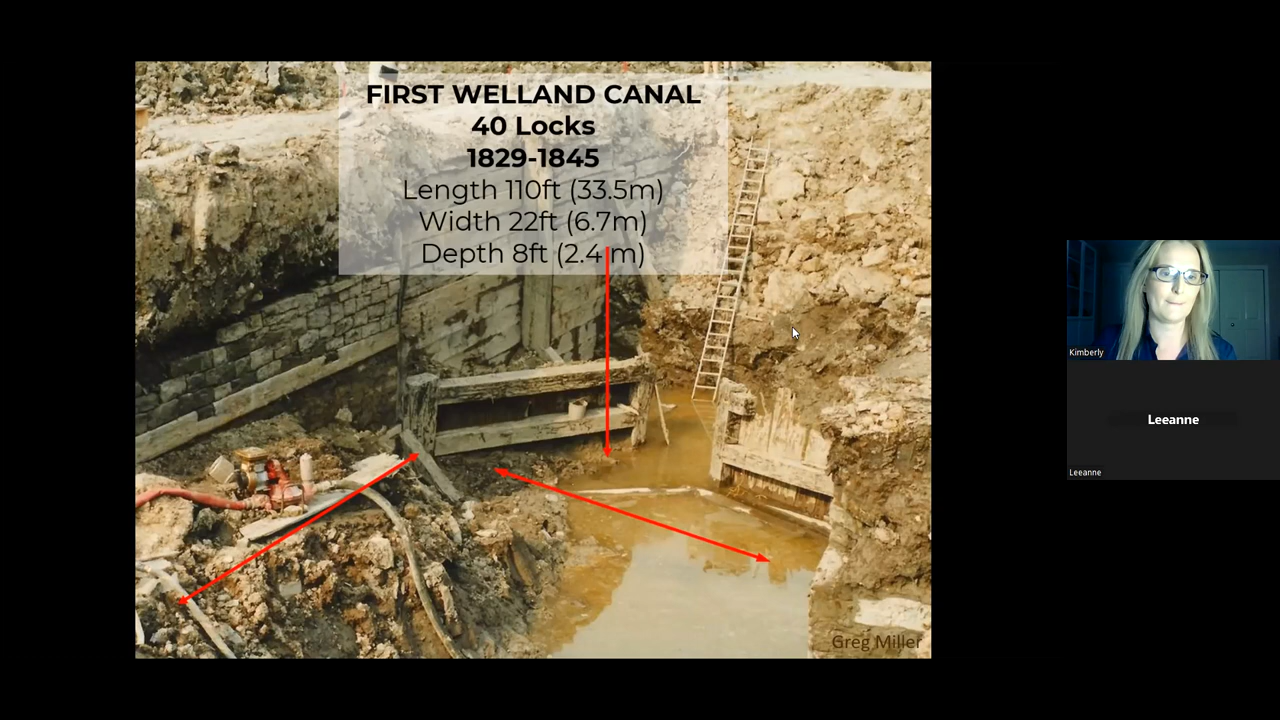 FIRST WELLAND CANAL
40 Locks
1829-1845
Length 110ft (33.5m)
Width 22ft (6.7m)
Depth 8ft (2.4 m)
Greg Miller
Kimberly
Leeanne
Leeanne